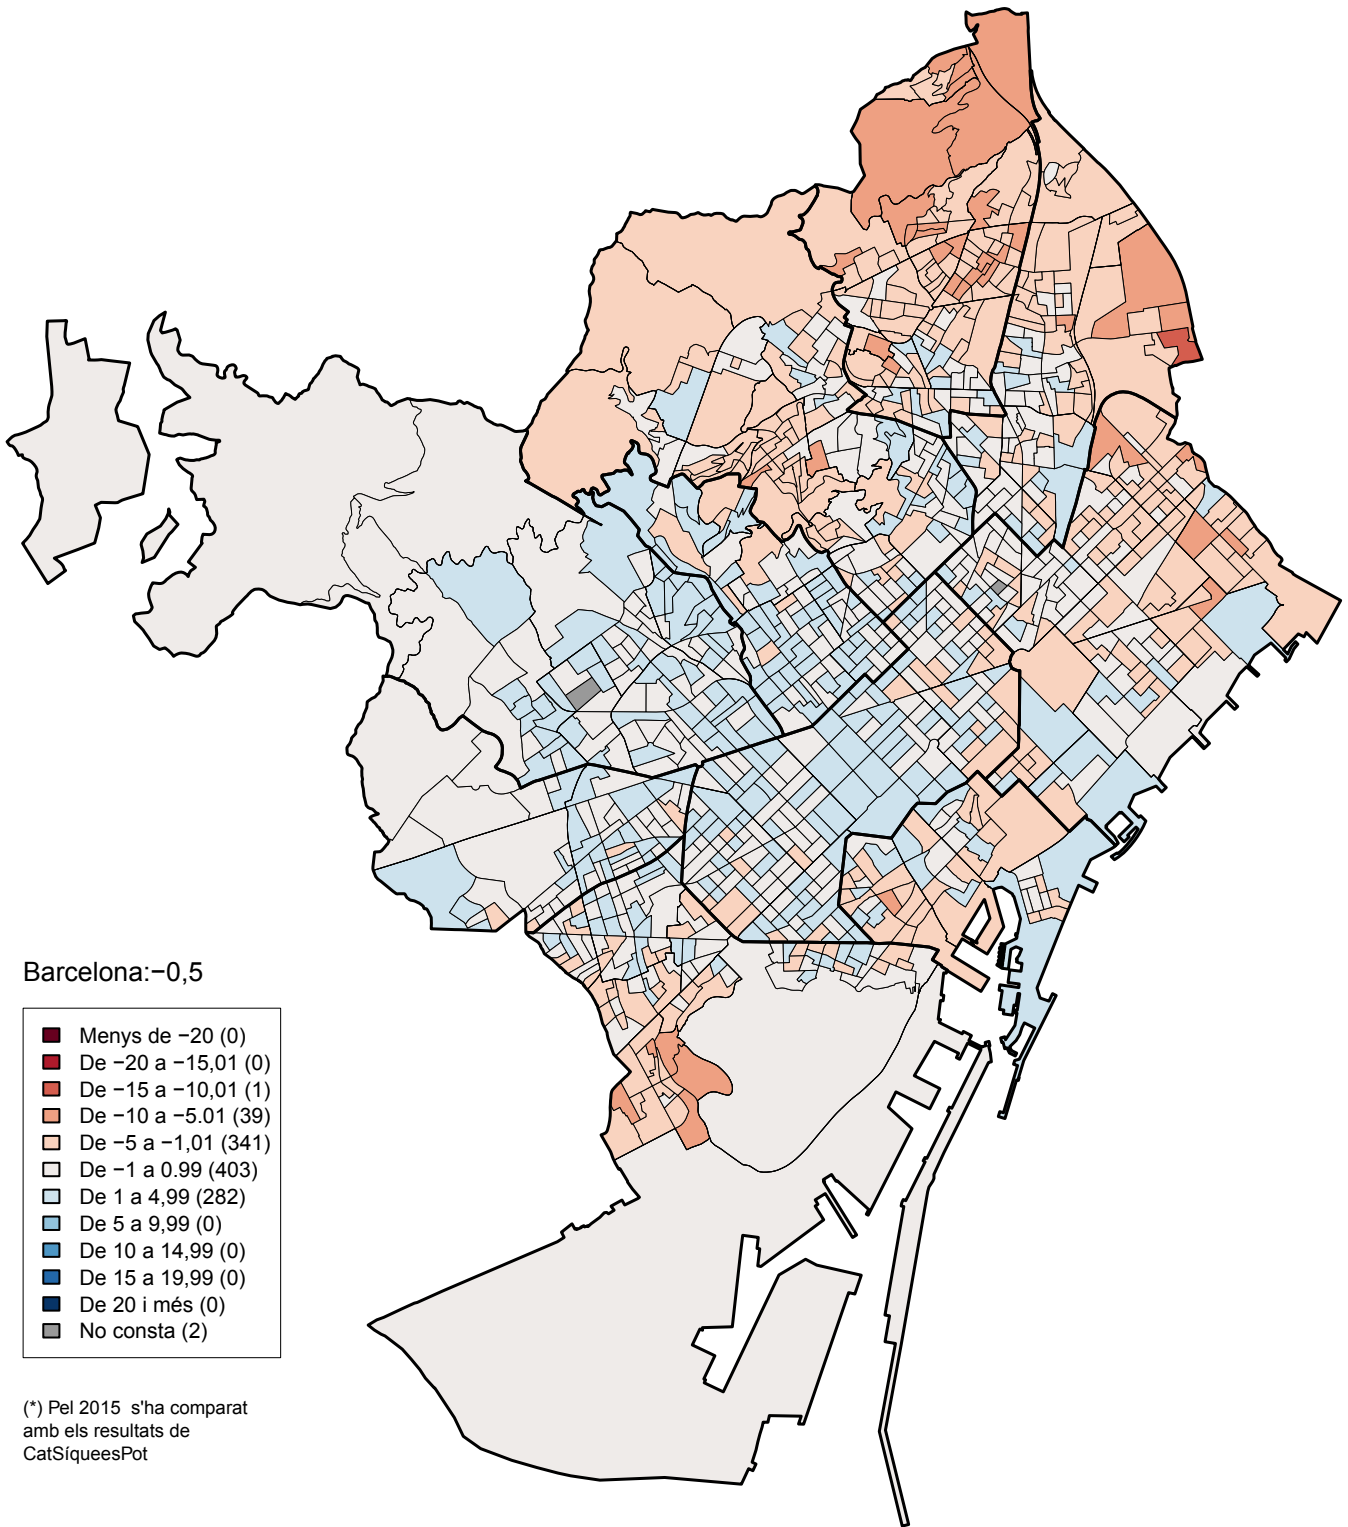 Barcelona:−0,5
Menys de −20 (0)
De −20 a −15,01 (0)
De −15 a −10,01 (1)
De −10 a −5.01 (39)
De −5 a −1,01 (341)
De −1 a 0.99 (403)
De 1 a 4,99 (282)
De 5 a 9,99 (0)
De 10 a 14,99 (0)
De 15 a 19,99 (0)
De 20 i més (0)
No consta (2)
(*) Pel 2015 s'ha comparat
amb els resultats de
CatSíqueesPot